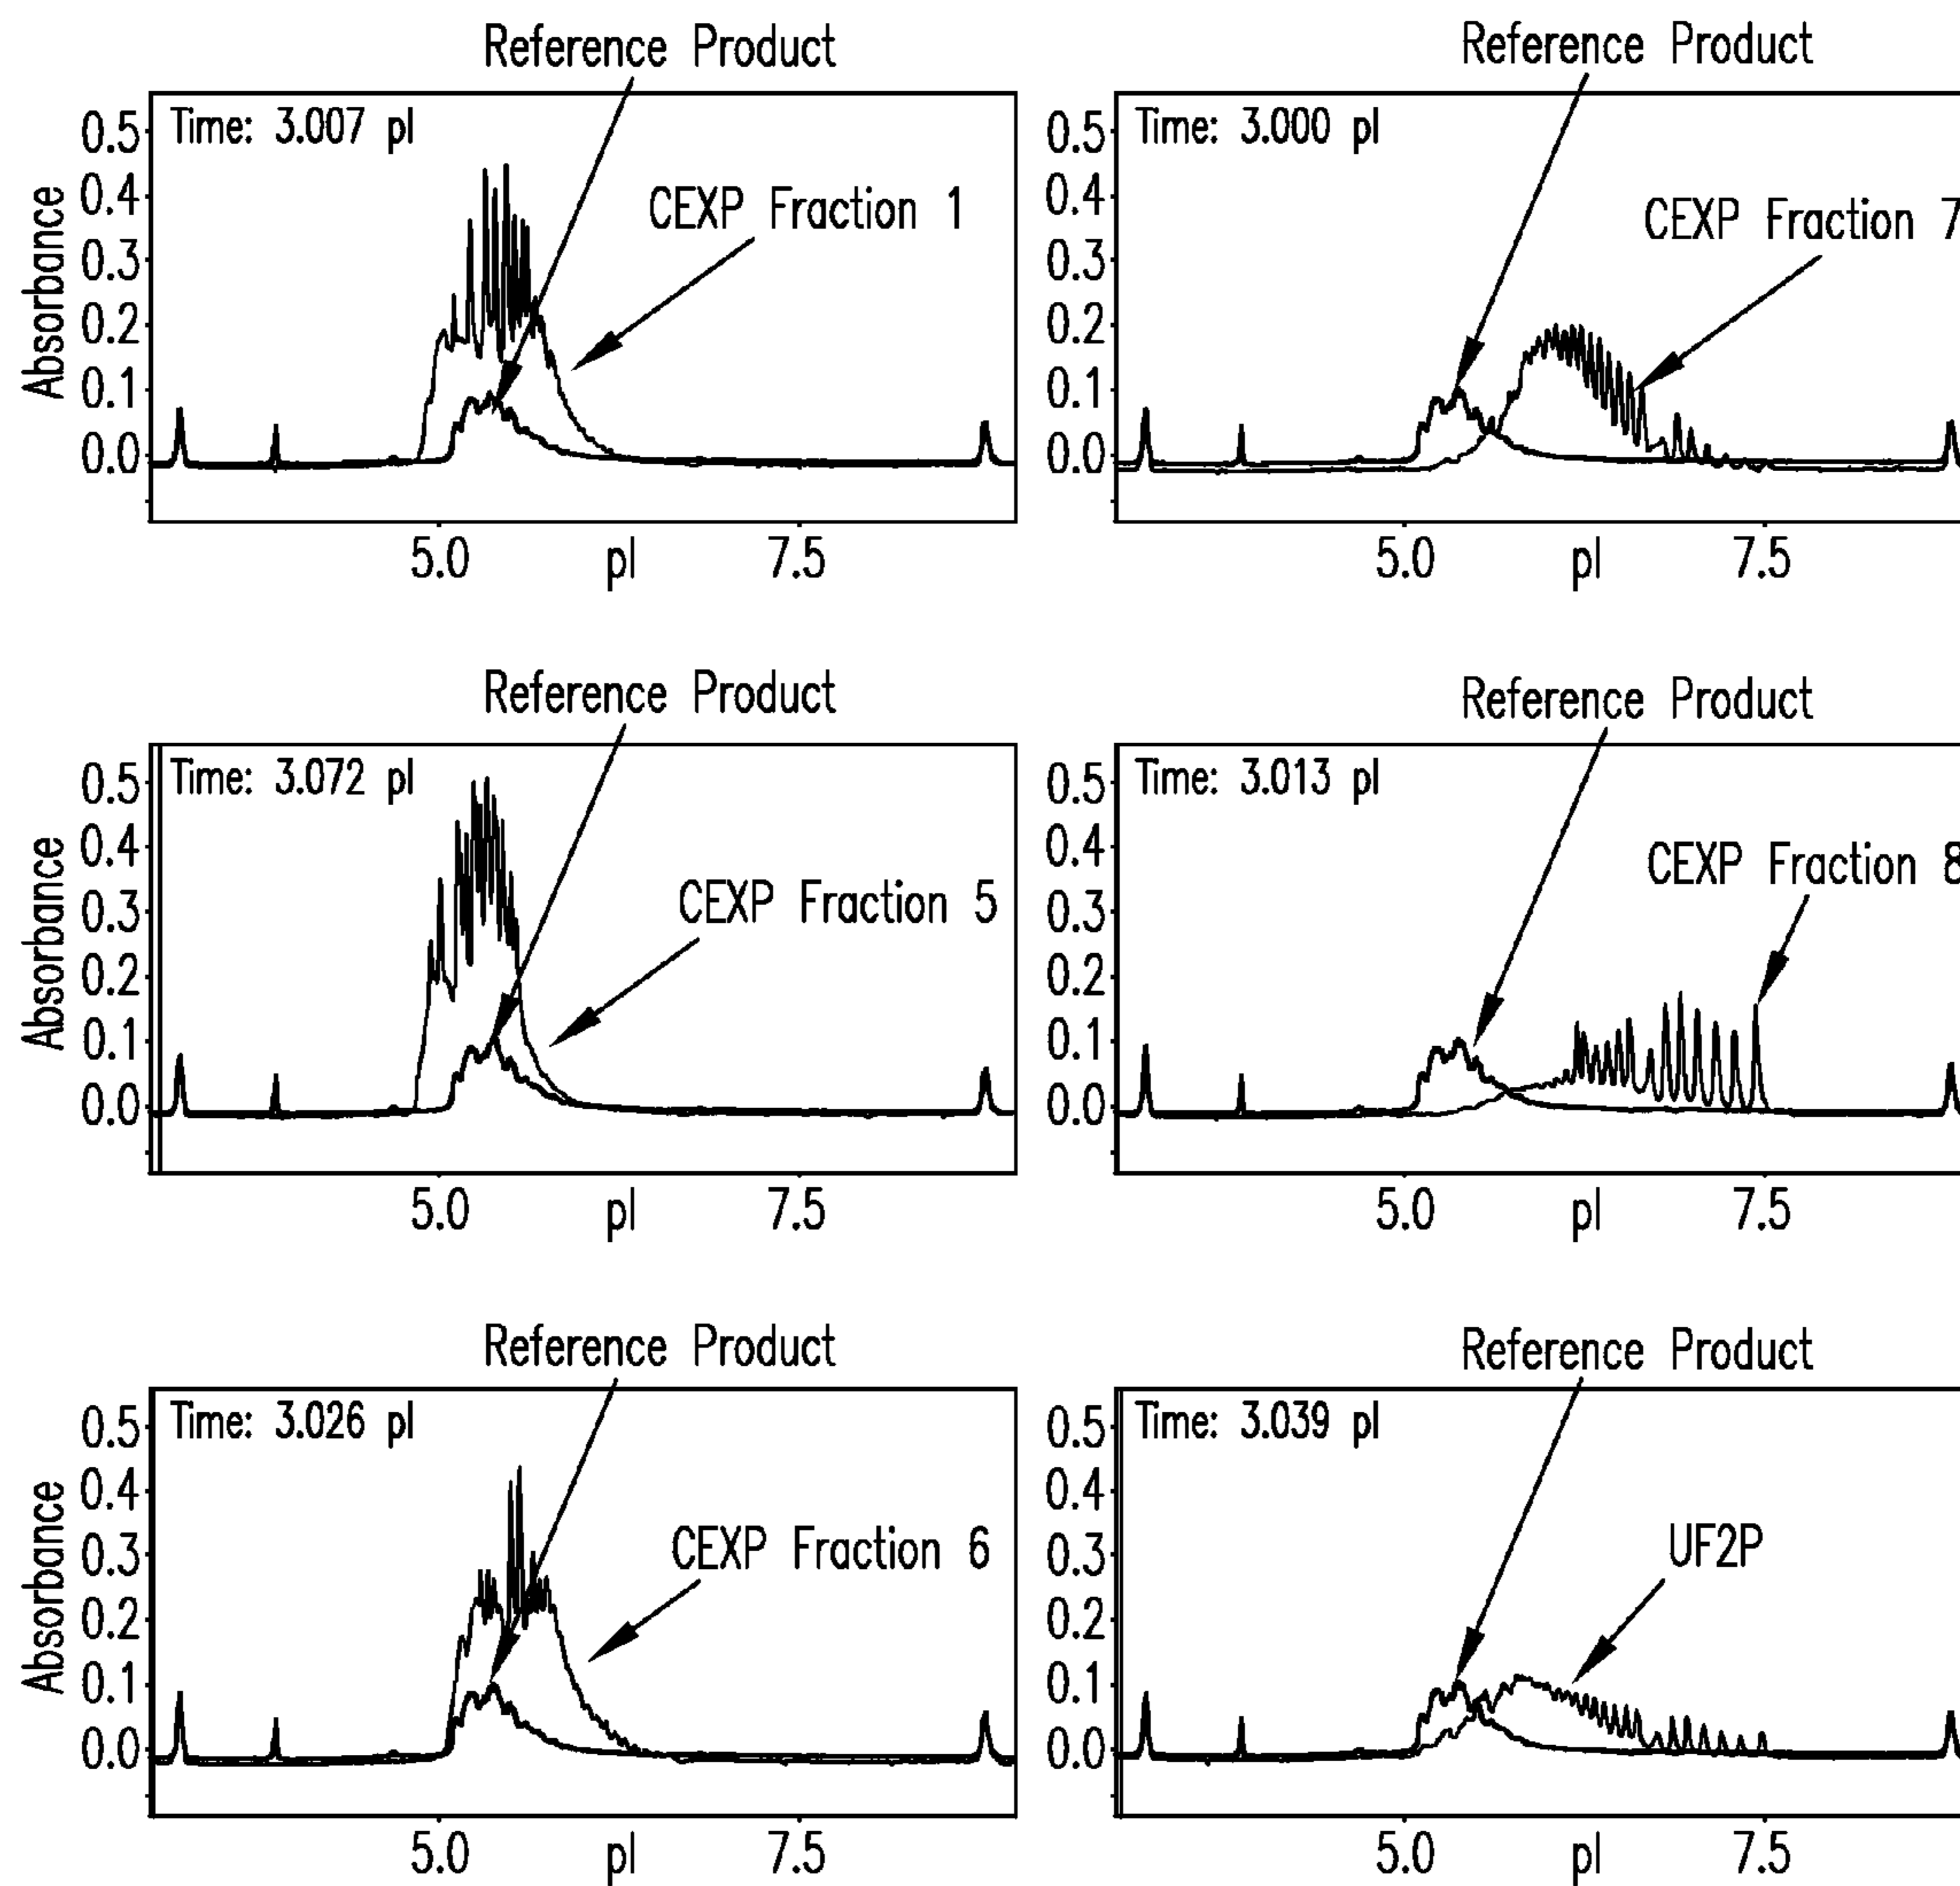 Reference Product
Time: 3.007 pI
CEXP Fraction 1
Absorbance
0.5
0.4
0.3
0.2
0.1
0.0
5.0 pI 7.5
Reference Product
Time: 3.000 pI
CEXP Fraction 7
0.5
0.4
0.3
0.2
0.1
0.0
5.0 pI 7.5
Reference Product
Time: 3.072 pI
CEXP Fraction 5
Absorbance
0.5
0.4
0.3
0.2
0.1
0.0
5.0 pI 7.5
Reference Product
Time: 3.013 pI
CEXP Fraction 8
0.5
0.4
0.3
0.2
0.1
0.0
5.0 pI 7.5
Reference Product
Time: 3.026 pI
CEXP Fraction 6
Absorbance
0.5
0.4
0.3
0.2
0.1
0.0
5.0 pI 7.5
Reference Product
Time: 3.039 pI
UF2P
0.5
0.4
0.3
0.2
0.1
0.0
5.0 pI 7.5